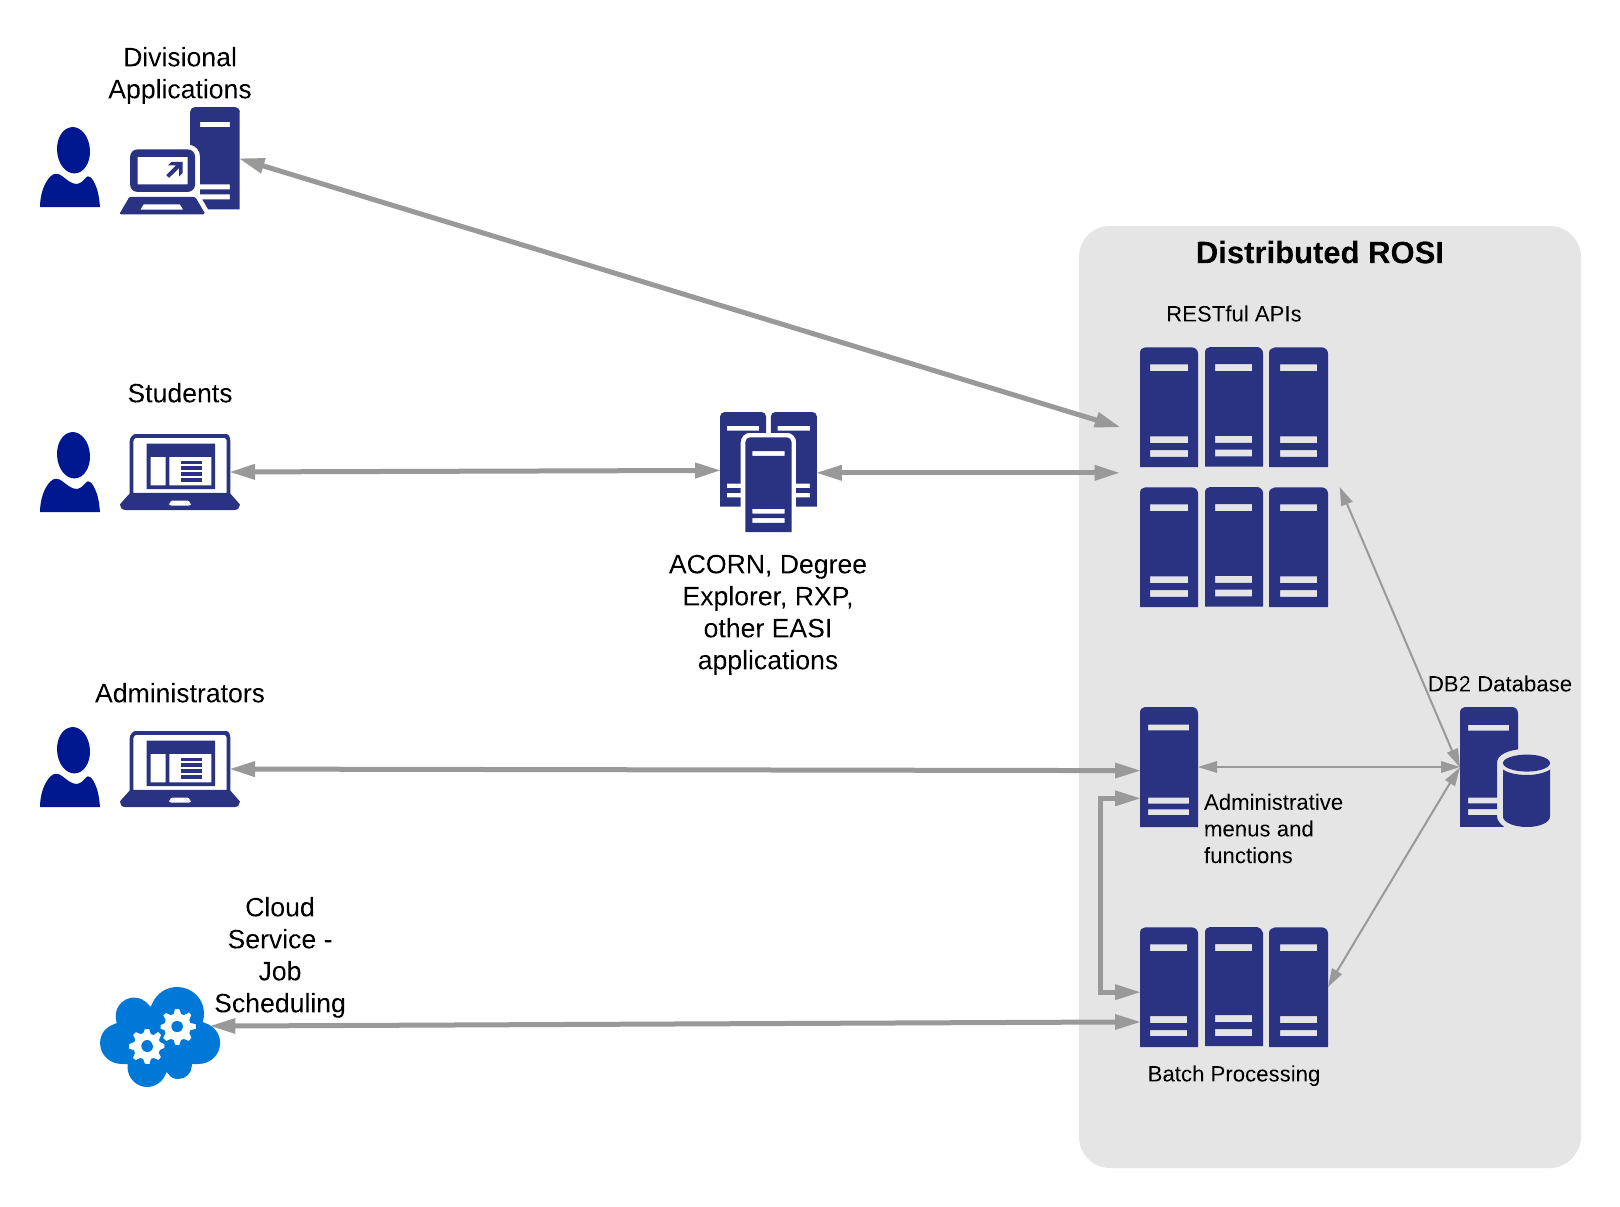 Divisional
Applications
Distributed ROSI
RESTful APIs
Students
ACORN, Degree
Explorer, RXP,
other EASI
applications
Administrators
DB2 Database
Administrative
menus and
functions
Cloud
Service -
Job
Scheduling
Batch Processing